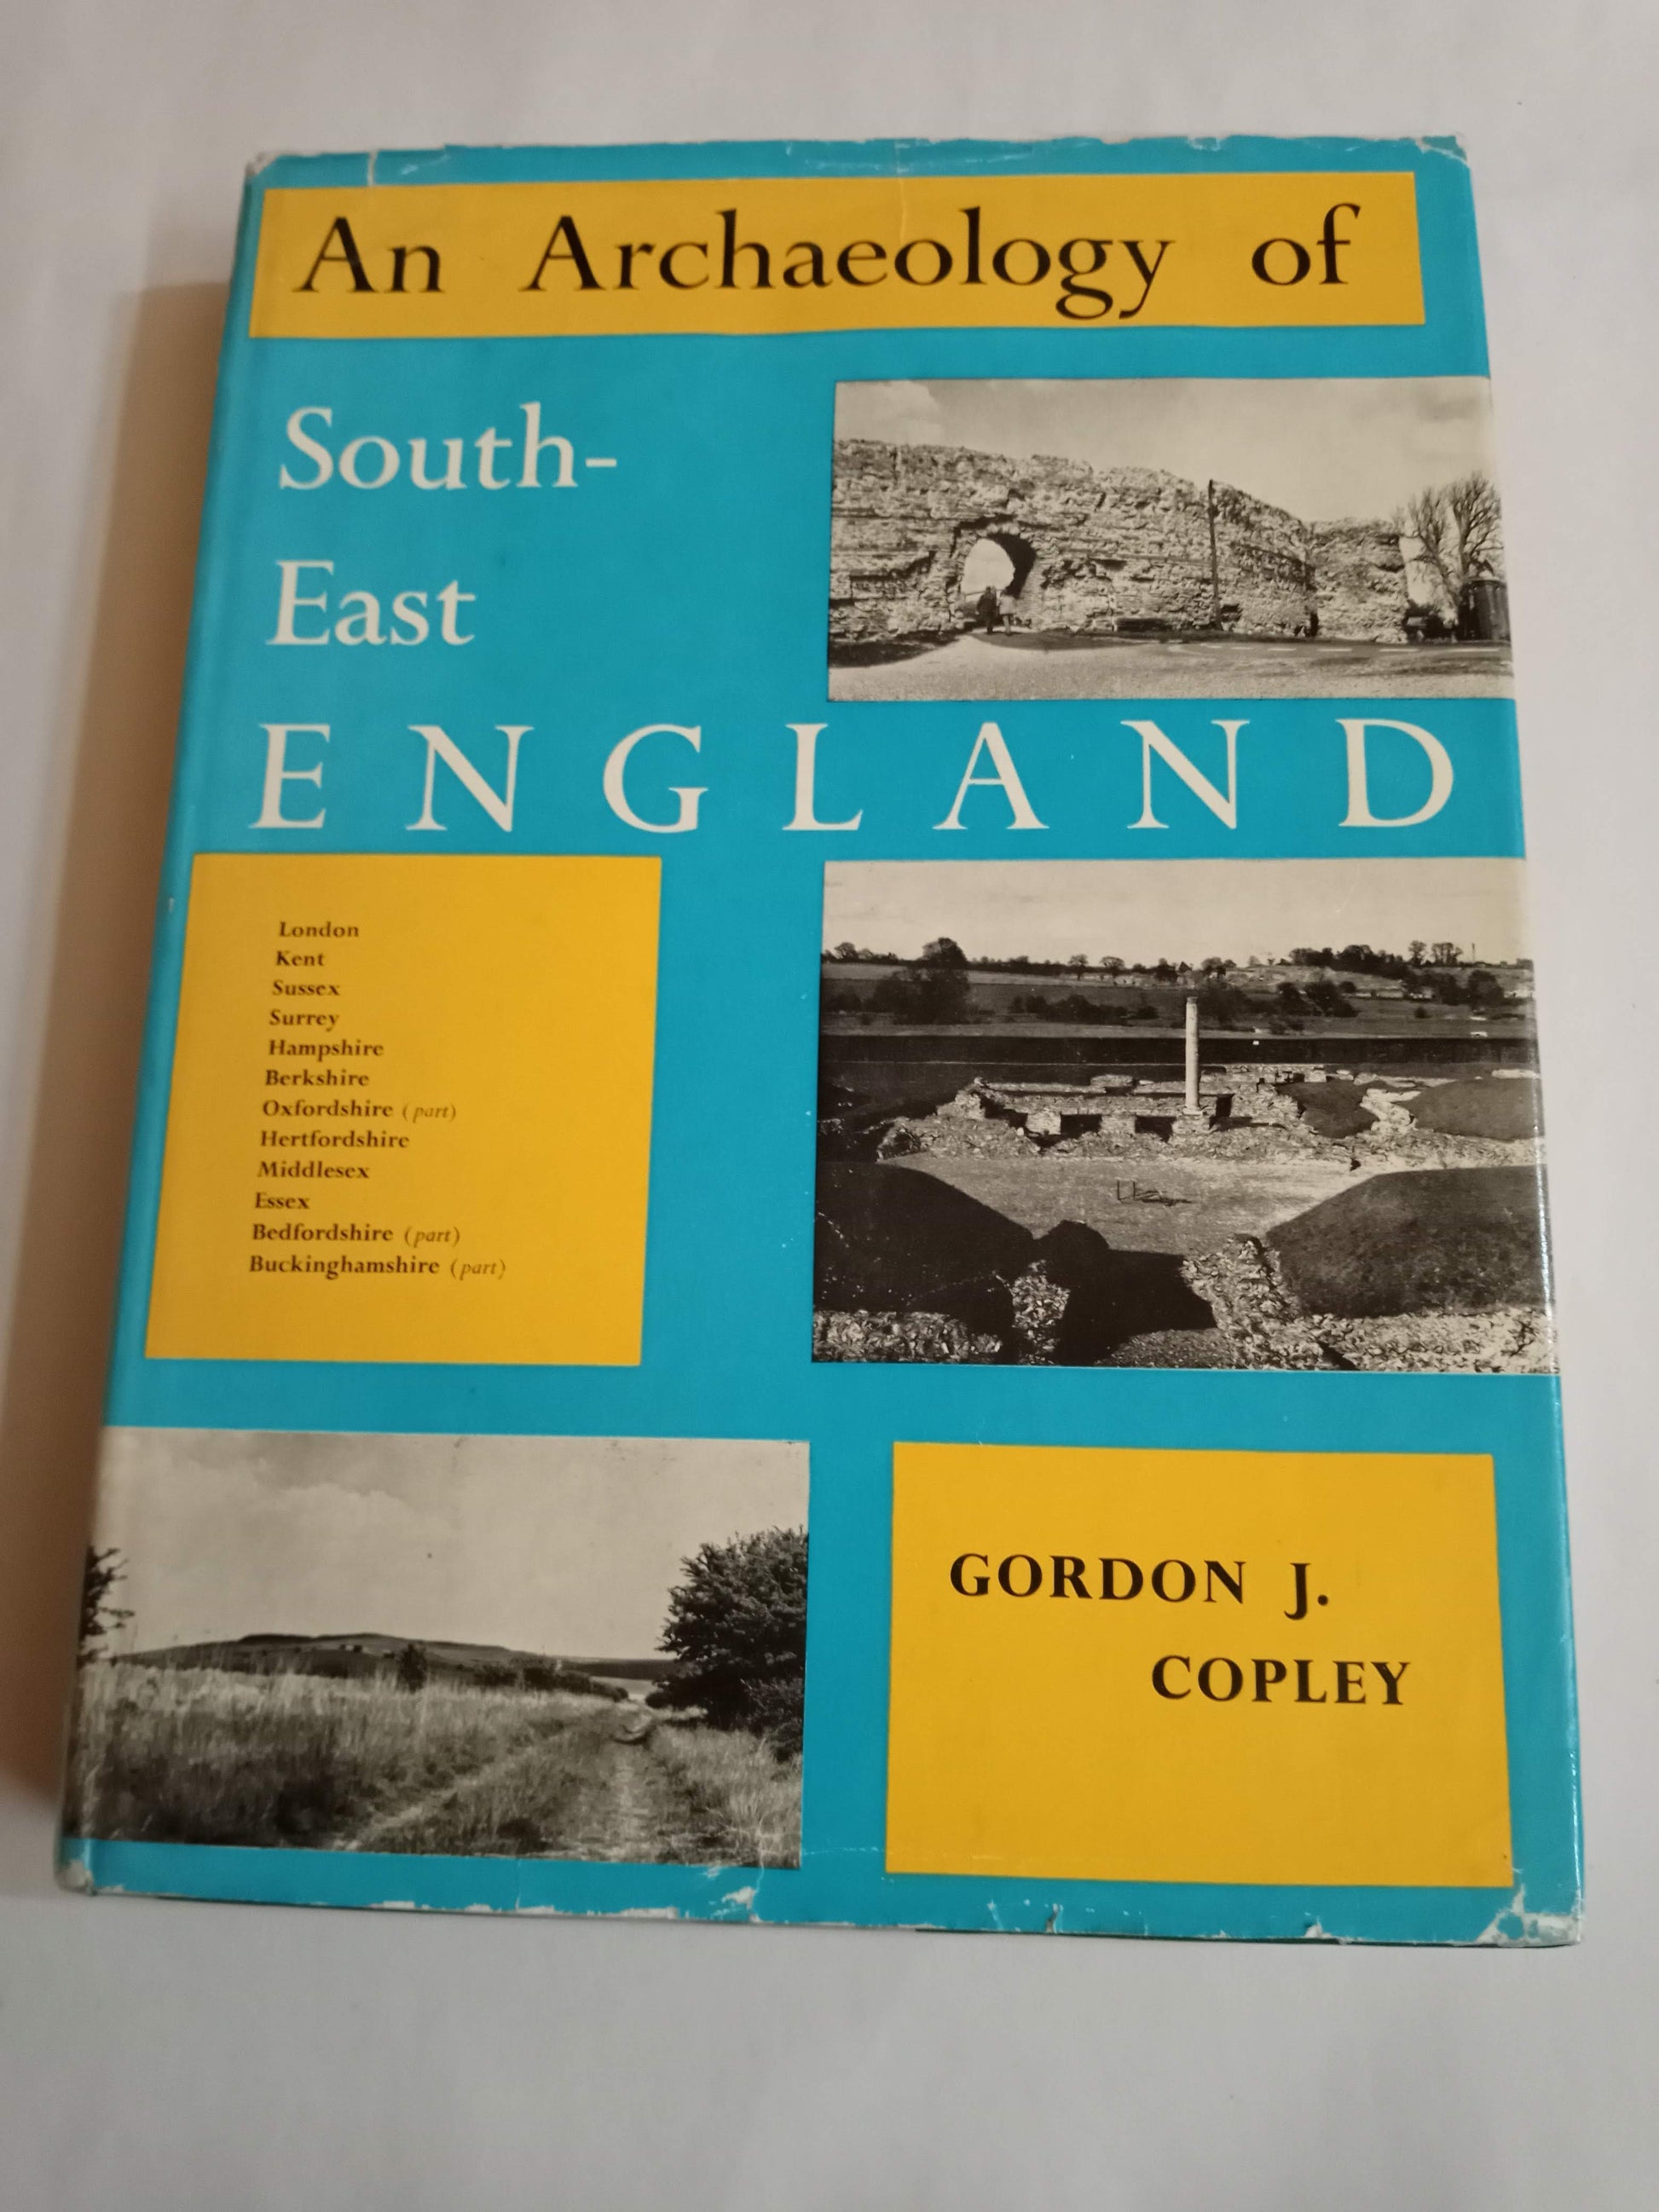 An Archaeology of
South-
East
ENGLAND
London
Kent
Sussex
Surrey
Hampshire
Berkshire
Oxfordshire (part)
Hertfordshire
Middlesex
Essex
Bedfordshire (part)
Buckinghamshire (part)
GORDON J.
COPLEY